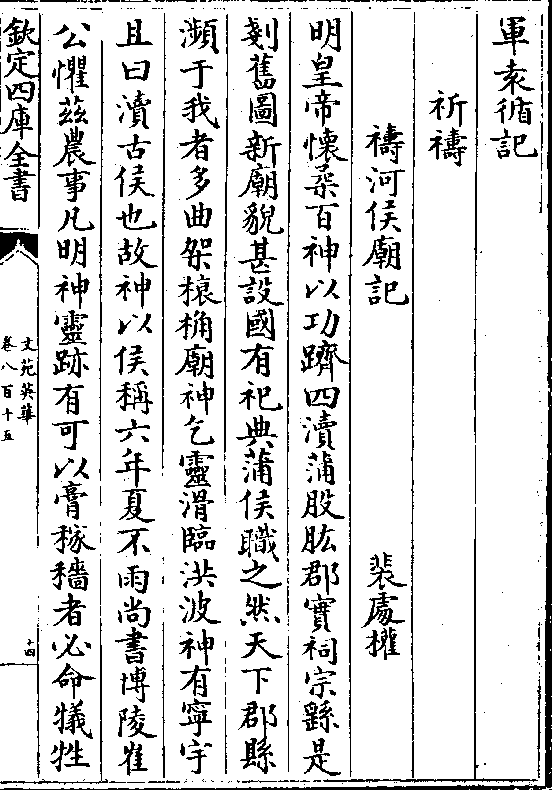 軍袁循記
祈禱
禱河侯廟記 裴處權
明皇帝懷柔百神以功躋四瀆蒲股肱郡實祠宗繇是
剗舊圖新廟貌甚設國有祀典蒲侯職之然天下郡縣
瀕于我者多曲架榱桷廟神乞靈滑臨洪波神有寧宇
且曰瀆古侯也故神以侯稱六年夏不雨尚書博陵崔
公懼兹農事凡明神靈跡有可以膏稼穡者必命犧牲
欽定四庫全書
文苑英華
卷八百十五
十四